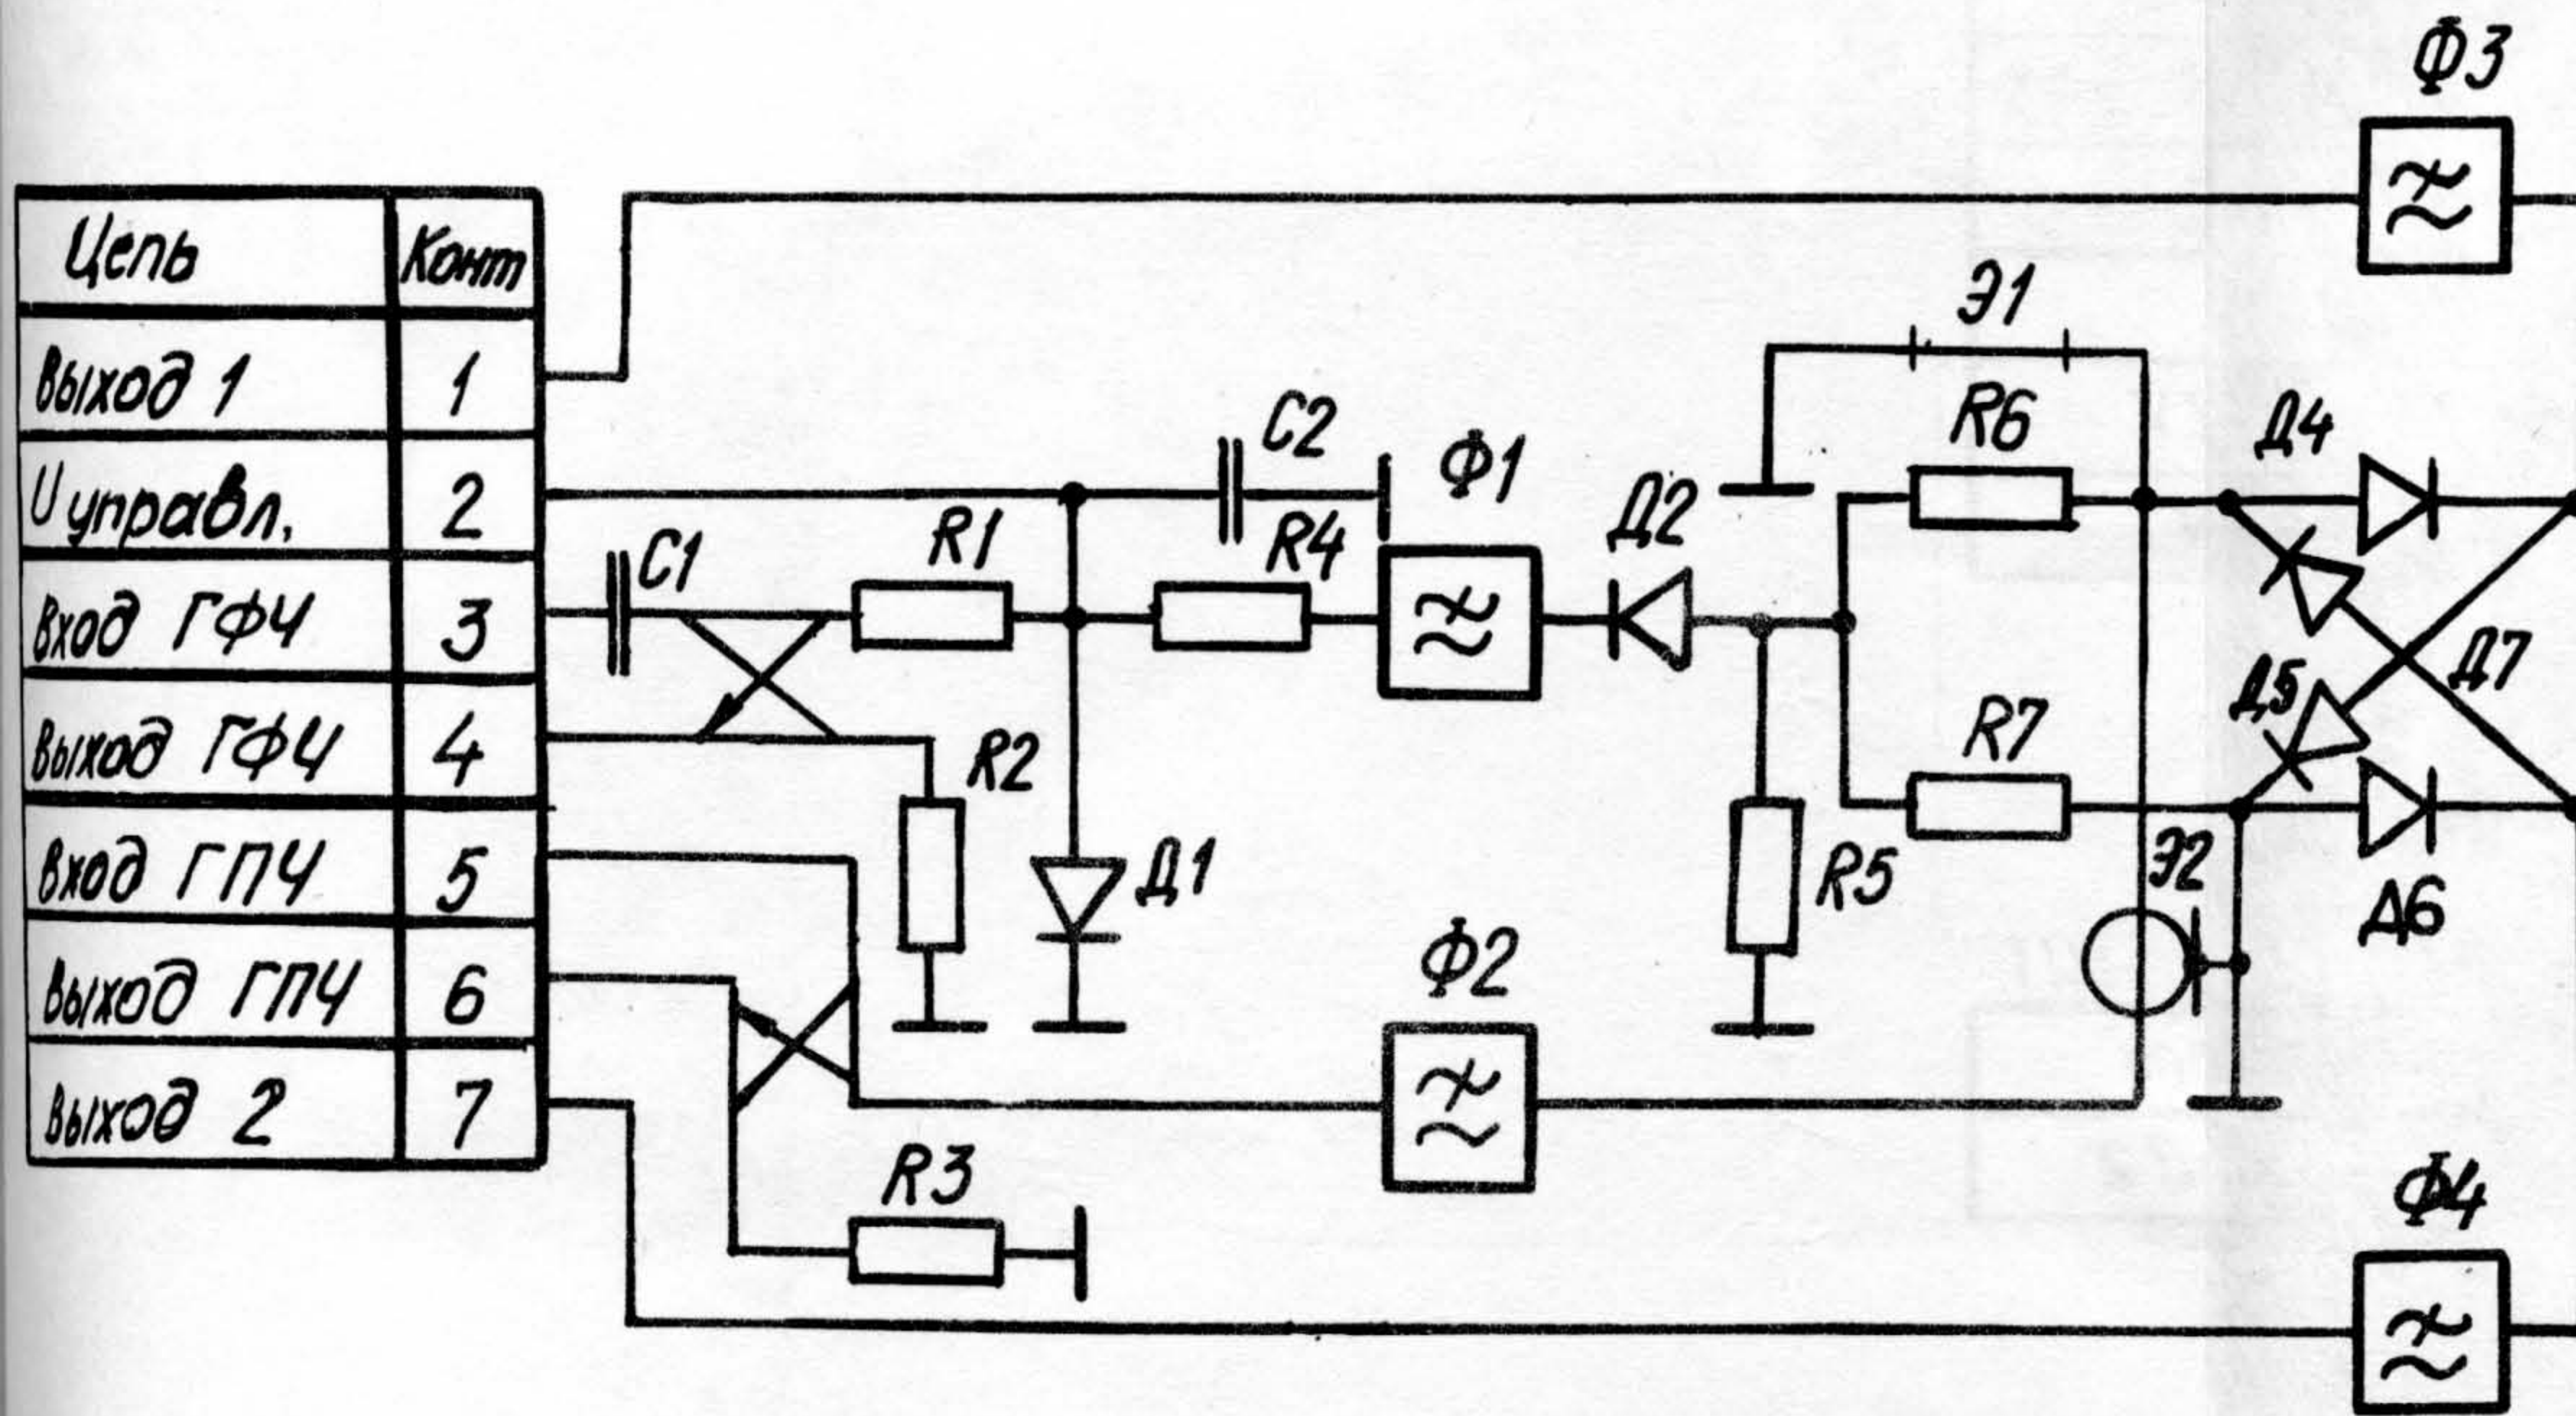 Цепь Конт
Выход 1 1
U управл. 2
Вход ГФЧ 3
Выход ГФЧ 4
Вход ГПЧ 5
Выход ГПЧ 6
Выход 2 7
Ф3
Э1
C2
R6
Д4
Ф1
Д2
C1
R1
R4
Д7
Д5
R7
R2
Д1
R5
Э2
Д6
Ф2
R3
Ф4